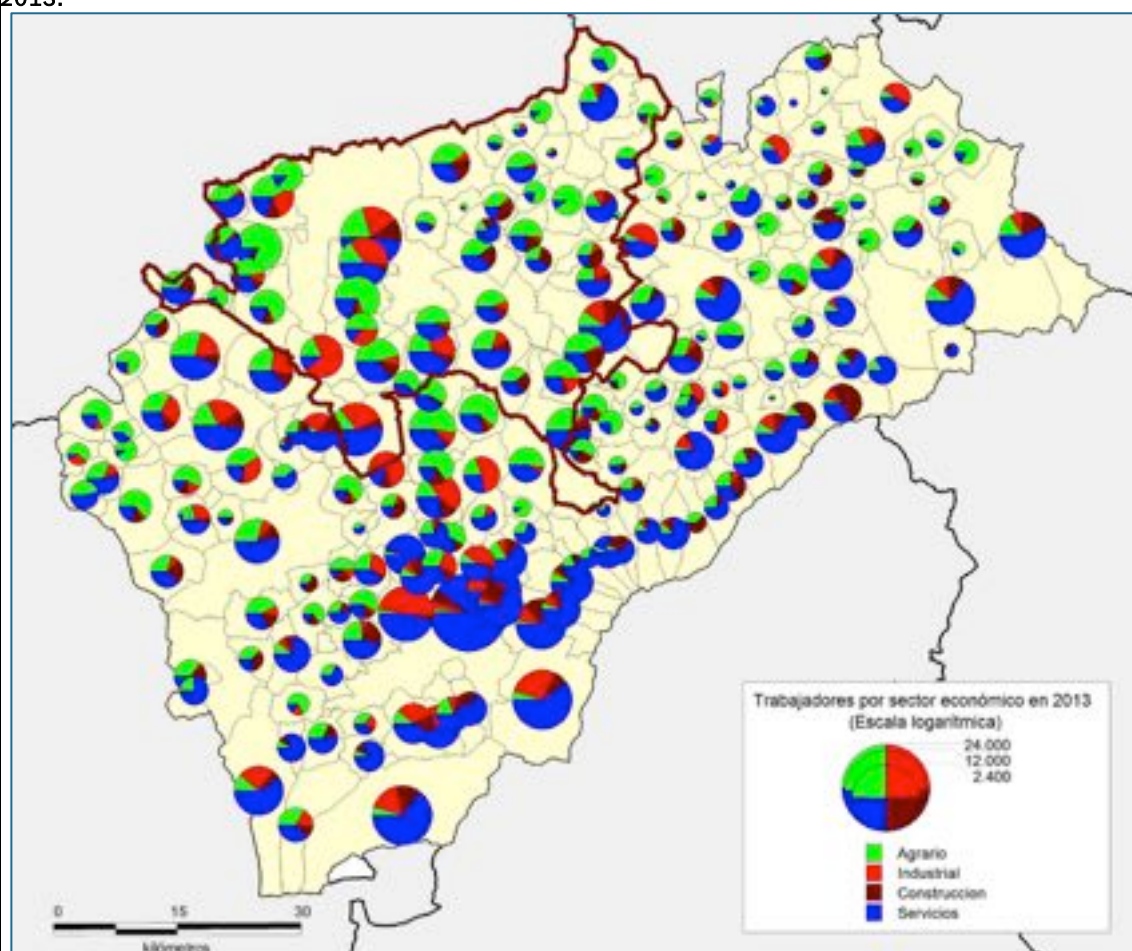 2013.
Trabajadores por sector económico en 2013
(Escala logarítmica)
24.000
12.000
2.400
Agrario
Industrial
Construccion
Servicios
0 15 30
kilómetros